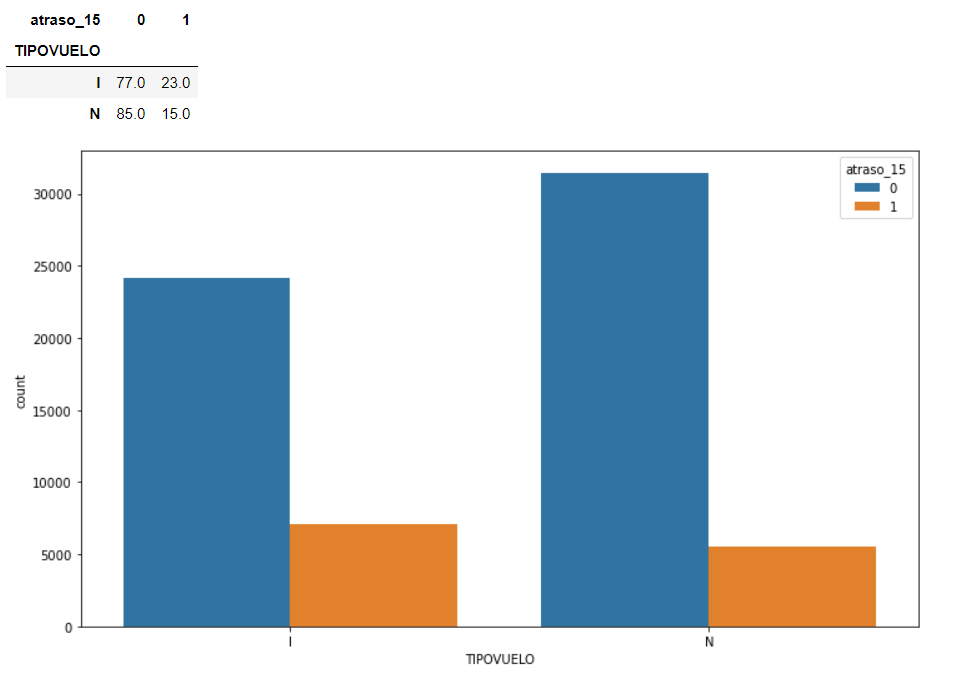 atraso_15 0 1
TIPOVUELO
I 77.0 23.0
N 85.0 15.0
atraso_15
0
1
30000
25000
20000
15000
10000
5000
0
count
I N
TIPOVUELO